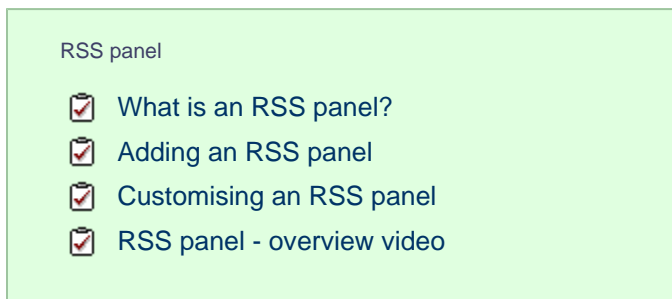 RSS panel
What is an RSS panel?
Adding an RSS panel
Customising an RSS panel
RSS panel - overview video